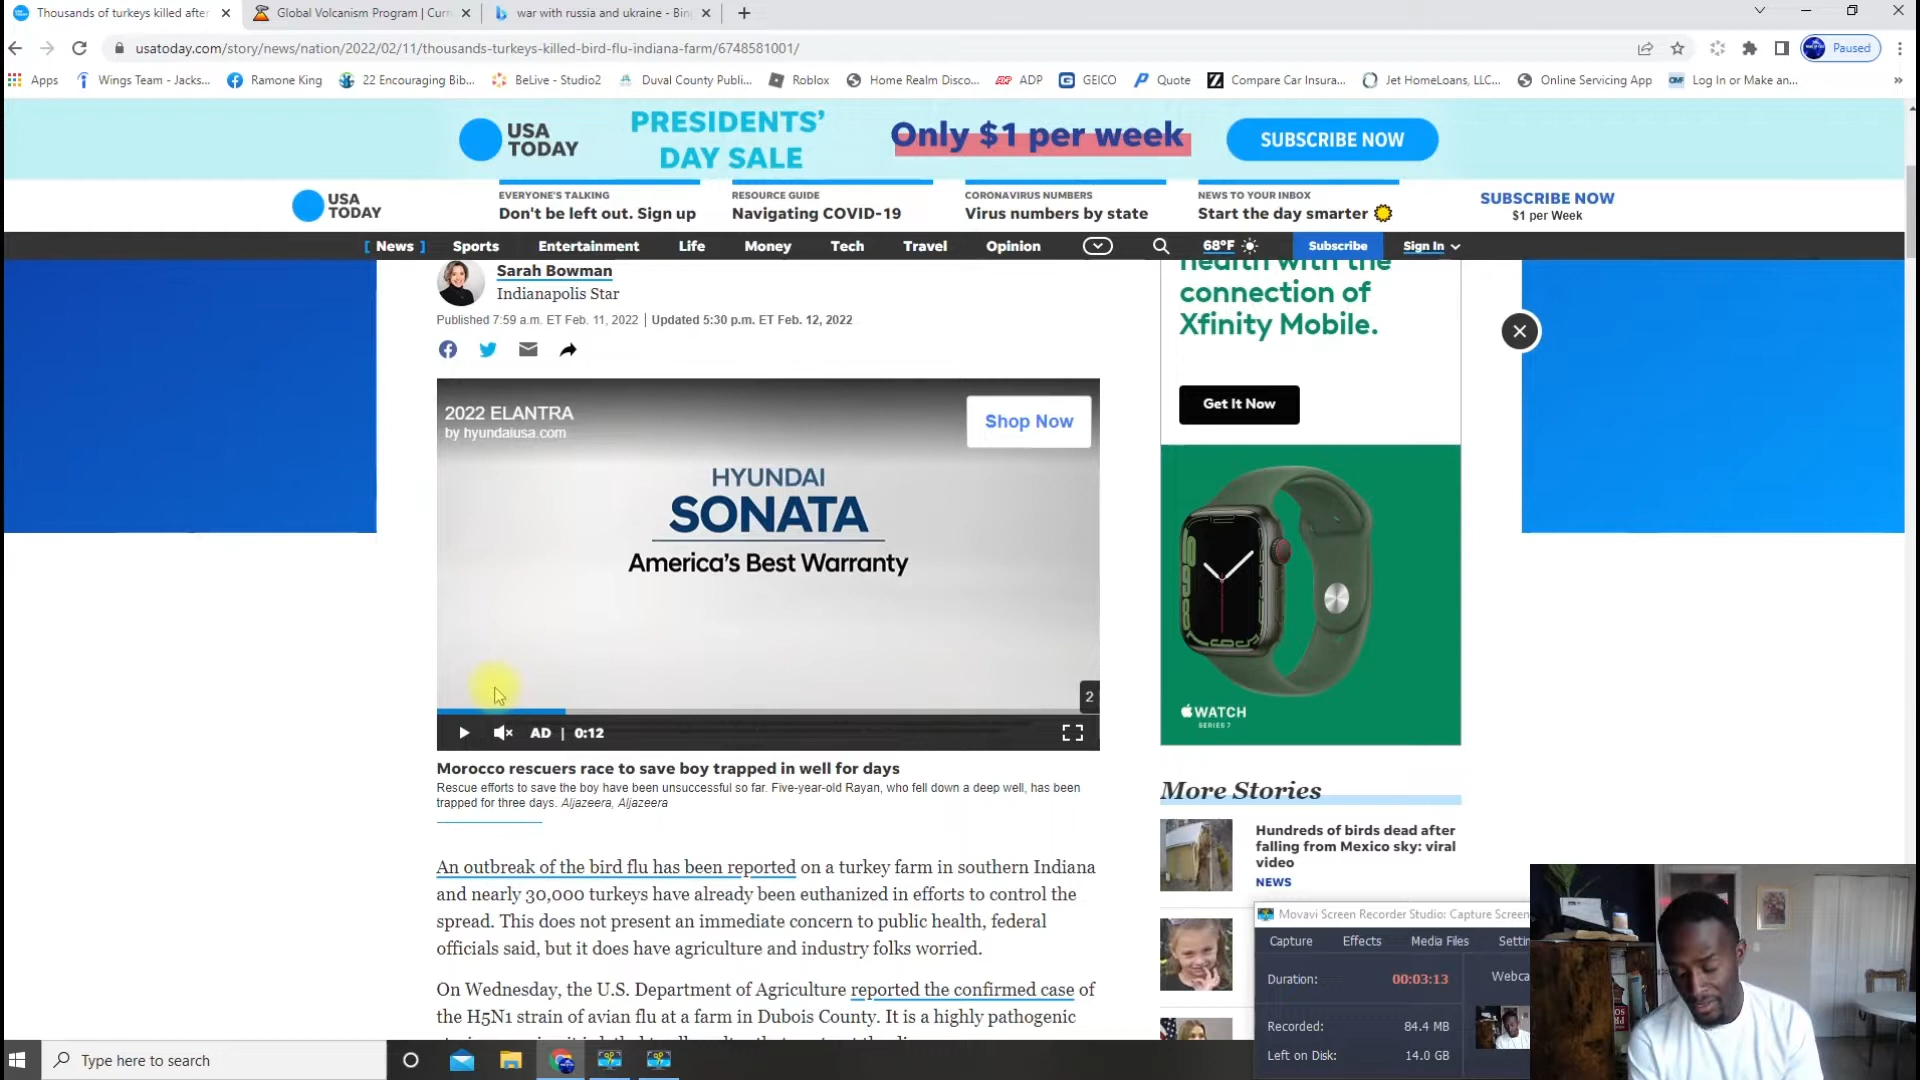 Thousands of turkeys killed after
Global Volcanism Program | Curr
war with russia and ukraine - Bin
usatoday.com/story/news/nation/2022/02/11/thousands-turkeys-killed-bird-flu-indiana-farm/6748581001/
Paused
Apps
Wings Team - Jacks...
Ramone King
22 Encouraging Bib...
BeLive - Studio2
Duval County Publi...
Roblox
Home Realm Disco...
ADP
GEICO
Quote
Compare Car Insura...
Jet HomeLoans, LLC...
Online Servicing App
Log In or Make an...
USA
TODAY
PRESIDENTS'
DAY SALE
Only $1 per week
SUBSCRIBE NOW
USA
TODAY
EVERYONE'S TALKING
Don't be left out. Sign up
RESOURCE GUIDE
Navigating COVID-19
CORONAVIRUS NUMBERS
Virus numbers by state
NEWS TO YOUR INBOX
Start the day smarter
SUBSCRIBE NOW
$1 per Week
[ News ]
Sports
Entertainment
Life
Money
Tech
Travel
Opinion
68°F
Subscribe
Sign In
Sarah Bowman
Indianapolis Star
Published 7:59 a.m. ET Feb. 11, 2022 | Updated 5:30 p.m. ET Feb. 12, 2022
2022 ELANTRA
by hyundaiusa.com
Shop Now
HYUNDAI
SONATA
America's Best Warranty
2
AD | 0:12
Morocco rescuers race to save boy trapped in well for days
Rescue efforts to save the boy have been unsuccessful so far. Five-year-old Rayan, who fell down a deep well, has been
trapped for three days. Aljazeera, Aljazeera
An outbreak of the bird flu has been reported on a turkey farm in southern Indiana
and nearly 30,000 turkeys have already been euthanized in efforts to control the
spread. This does not present an immediate concern to public health, federal
officials said, but it does have agriculture and industry folks worried.
On Wednesday, the U.S. Department of Agriculture reported the confirmed case of
the H5N1 strain of avian flu at a farm in Dubois County. It is a highly pathogenic
health with the
connection of
Xfinity Mobile.
Get It Now
WATCH
SERIES 7
More Stories
Hundreds of birds dead after
falling from Mexico sky: viral
video
NEWS
Movavi Screen Recorder Studio: Capture Screen
Capture
Effects
Media Files
Settin
Duration:
00:03:13
Webca
Recorded:
84.4 MB
Left on Disk:
14.0 GB
Type here to search